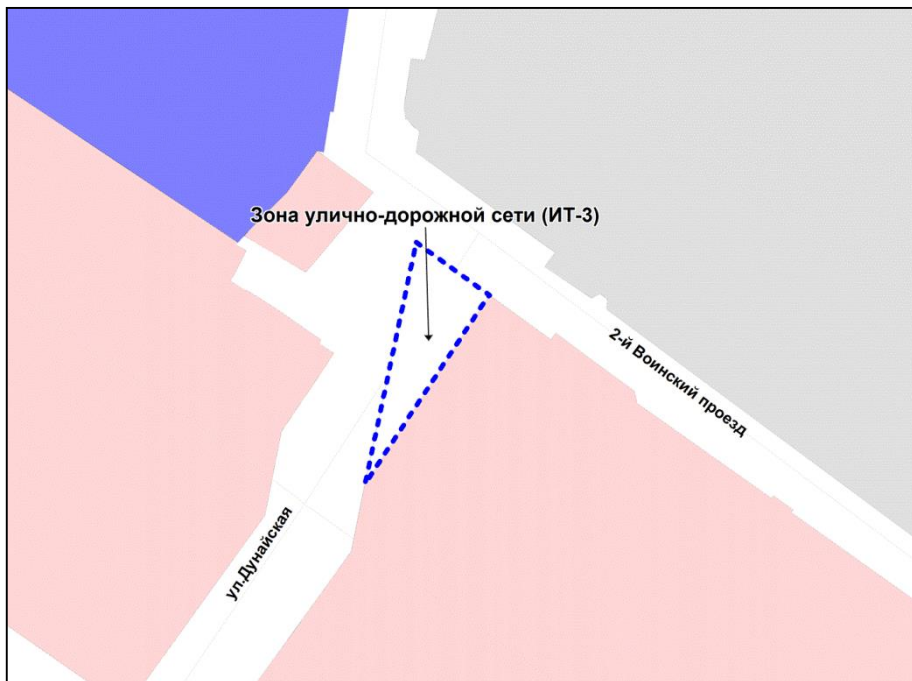 Зона улично-дорожной сети (ИТ-3)
2-й Воинский проезд
ул.Дунайская